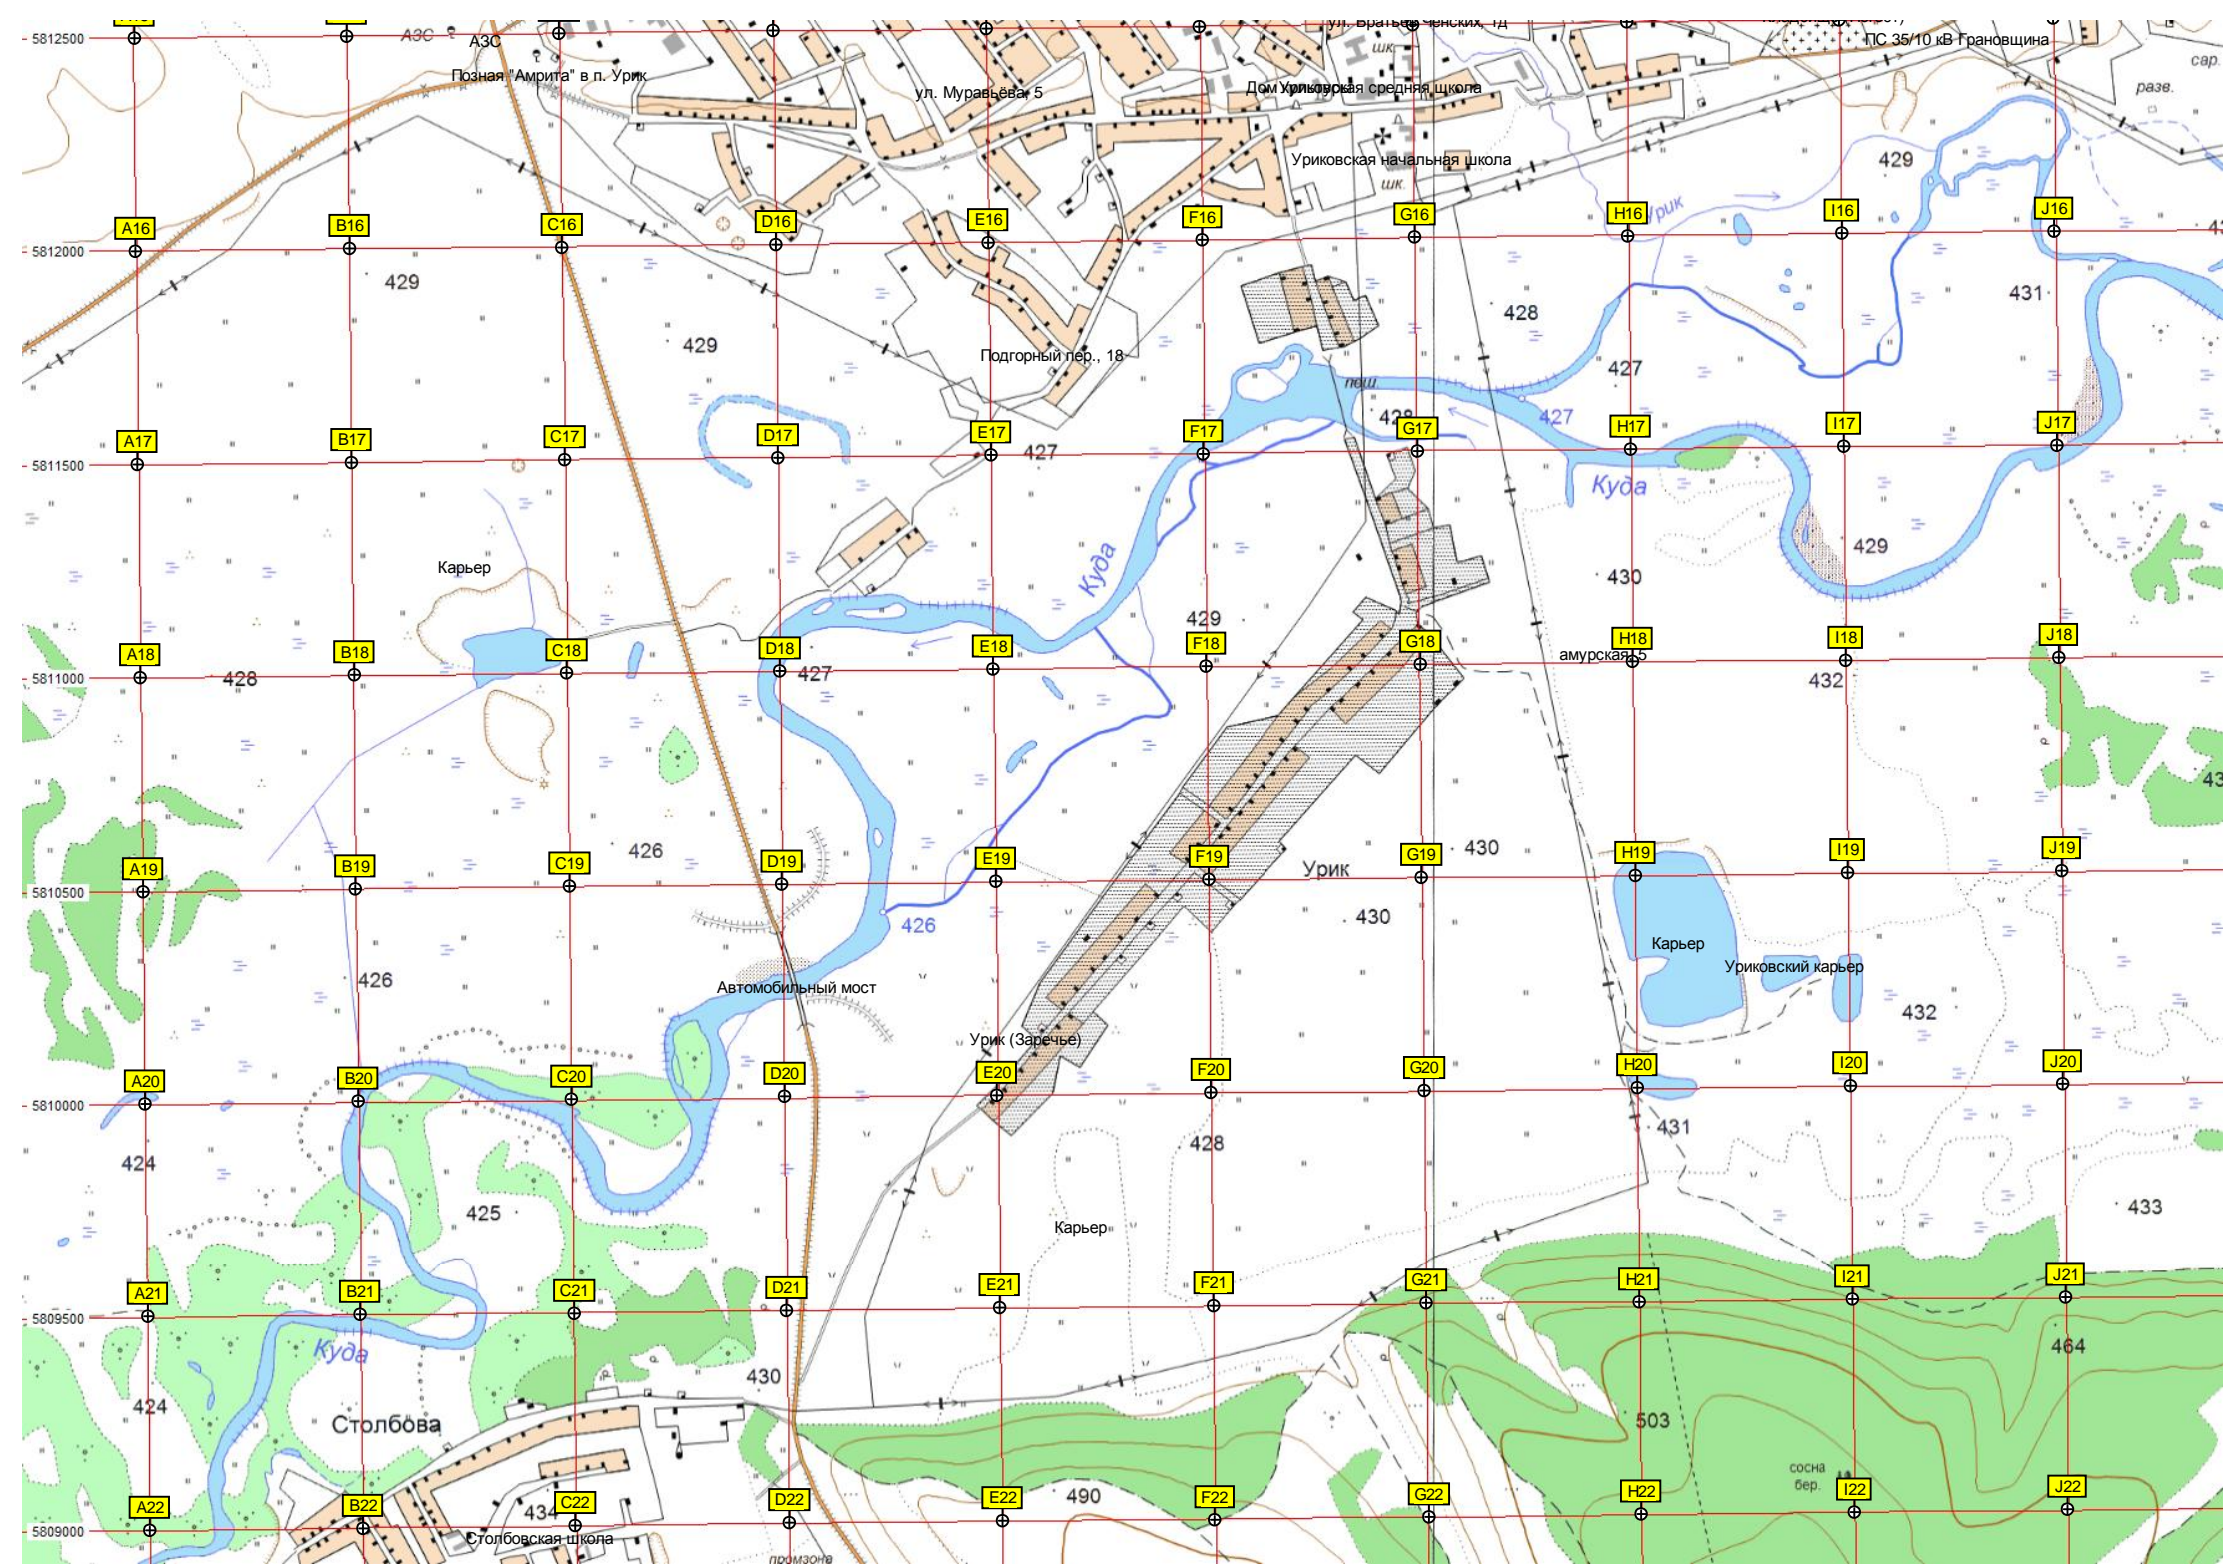 5812500
АЗС
АЗС
ПС 35/10 кВ Грановщина
сар.
Позная "Амрита" в п. Урик
ул. Муравьёва, 5
шк.
Уриковская средняя школа
разв.
Уриковская начальная школа
шк.
429
Урик
A16
B16
C16
D16
E16
F16
G16
H16
I16
J16
5812000
429
431
428
429
Подгорный пер., 18
427
пеш.
428
427
A17
B17
C17
D17
E17
F17
G17
H17
I17
J17
5811500
427
Куда
429
Карьер
Куда
430
429
A18
B18
C18
D18
E18
F18
G18
H18
I18
J18
амурская, 5
5811000
428
427
432
426
Урик
430
A19
B19
C19
D19
E19
F19
G19
H19
I19
J19
5810500
426
430
Карьер
Уриковский карьер
426
Автомобильный мост
432
Урик (Заречье)
A20
B20
C20
D20
E20
F20
G20
H20
I20
J20
5810000
424
428
431
425
Карьер
433
A21
B21
C21
D21
E21
F21
G21
H21
I21
J21
5809500
Куда
464
430
424
Столбова
503
сосна
бер.
A22
B22
C22
D22
E22
F22
G22
H22
I22
J22
490
434
5809000
Столбовская школа
промзона